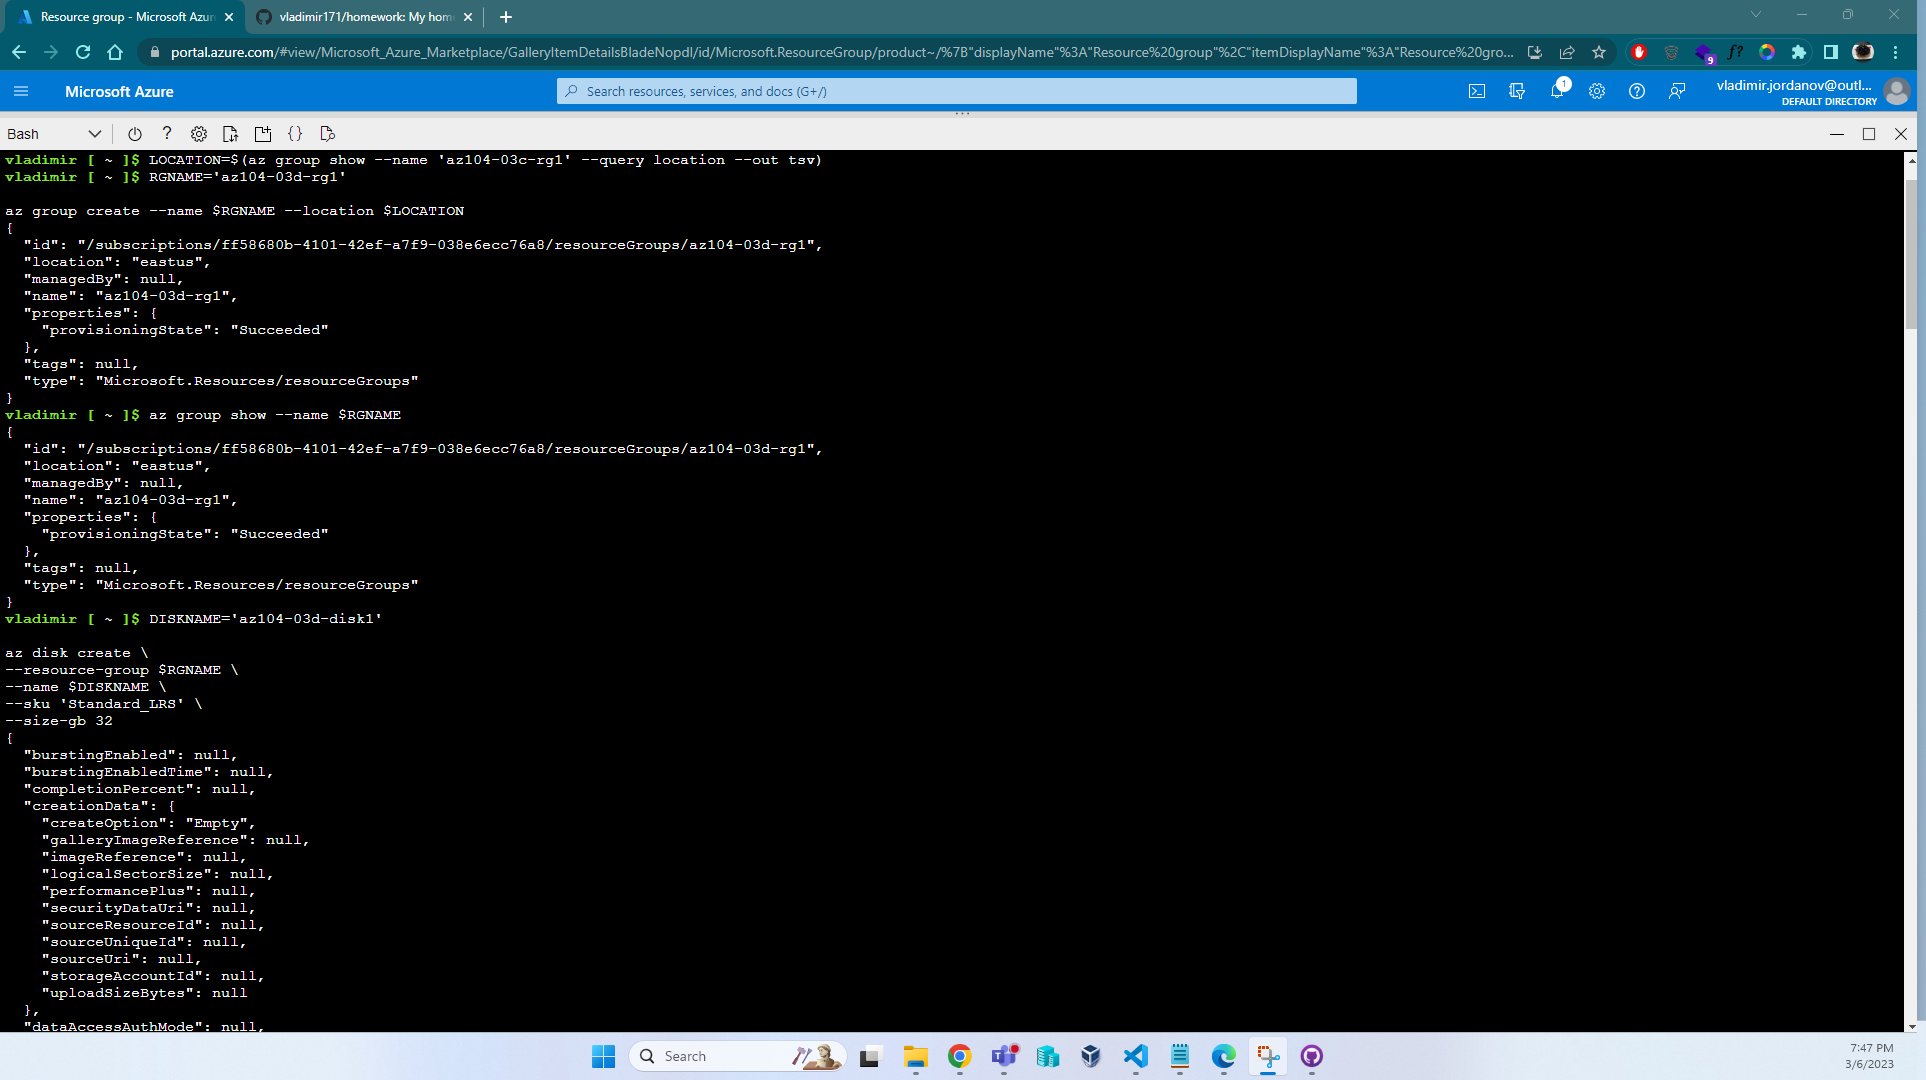 Resource group - Microsoft Azur
vladimir171/homework: My hom
portal.azure.com/#view/Microsoft_Azure_Marketplace/GalleryItemDetailsBladeNopdl/id/Microsoft.ResourceGroup/product~/%7B"displayName"%3A"Resource%20group"%2C"itemDisplayName"%3A"Resource%20gro...
9
f?
Microsoft Azure
Search resources, services, and docs (G+/)
1
vladimir.jordanov@outl...
DEFAULT DIRECTORY
Bash
vladimir [ ~ ]$ LOCATION=$(az group show --name 'az104-03c-rg1' --query location --out tsv)
vladimir [ ~ ]$ RGNAME='az104-03d-rg1'
az group create --name $RGNAME --location $LOCATION
{
"id": "/subscriptions/ff58680b-4101-42ef-a7f9-038e6ecc76a8/resourceGroups/az104-03d-rg1",
"location": "eastus",
"managedBy": null,
"name": "az104-03d-rg1",
"properties": {
"provisioningState": "Succeeded"
},
"tags": null,
"type": "Microsoft.Resources/resourceGroups"
}
vladimir [ ~ ]$ az group show --name $RGNAME
{
"id": "/subscriptions/ff58680b-4101-42ef-a7f9-038e6ecc76a8/resourceGroups/az104-03d-rg1",
"location": "eastus",
"managedBy": null,
"name": "az104-03d-rg1",
"properties": {
"provisioningState": "Succeeded"
},
"tags": null,
"type": "Microsoft.Resources/resourceGroups"
}
vladimir [ ~ ]$ DISKNAME='az104-03d-disk1'
az disk create \
--resource-group $RGNAME \
--name $DISKNAME \
--sku 'Standard_LRS' \
--size-gb 32
{
"burstingEnabled": null,
"burstingEnabledTime": null,
"completionPercent": null,
"creationData": {
"createOption": "Empty",
"galleryImageReference": null,
"imageReference": null,
"logicalSectorSize": null,
"performancePlus": null,
"securityDataUri": null,
"sourceResourceId": null,
"sourceUniqueId": null,
"sourceUri": null,
"storageAccountId": null,
"uploadSizeBytes": null
},
"dataAccessAuthMode": null,
Search
7:47 PM
3/6/2023